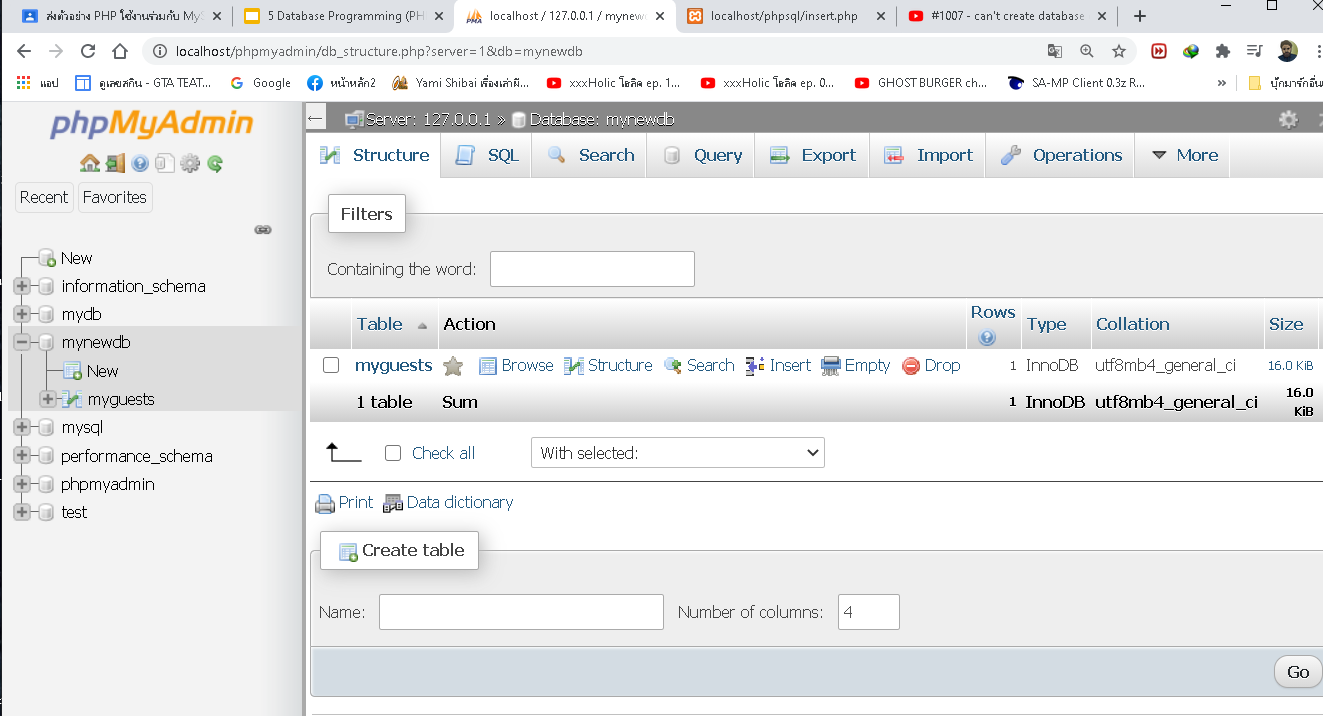 ส่งตัวอย่าง PHP ใช้งานร่วมกับ My
5 Database Programming (PH
localhost / 127.0.0.1 / mynew
localhost/phpsql/insert.php
#1007 - can't create database
localhost/phpmyadmin/db_structure.php?server=1&db=mynewdb
แอป
ดูเลขสกิน - GTA TEAT...
Google
หน้าหลัก2
Yami Shibai เรื่องเล่าผี...
xxxHolic โฮลิค ep. 1...
xxxHolic โฮลิค ep. 0...
GHOST BURGER ch...
SA-MP Client 0.3z R...
»
บุ๊กมาร์กอื่น
phpMyAdmin
Recent
Favorites
New
information_schema
mydb
mynewdb
New
myguests
mysql
performance_schema
phpmyadmin
test
Server: 127.0.0.1 » Database: mynewdb
Structure
SQL
Search
Query
Export
Import
Operations
More
Filters
Containing the word:
Table
Action
Rows
Type
Collation
Size
myguests
Browse
Structure
Search
Insert
Empty
Drop
1
InnoDB
utf8mb4_general_ci
16.0 KiB
1 table
Sum
1
InnoDB
utf8mb4_general_ci
16.0
KiB
Check all
With selected:
Print
Data dictionary
Create table
Name:
Number of columns:
4
Go